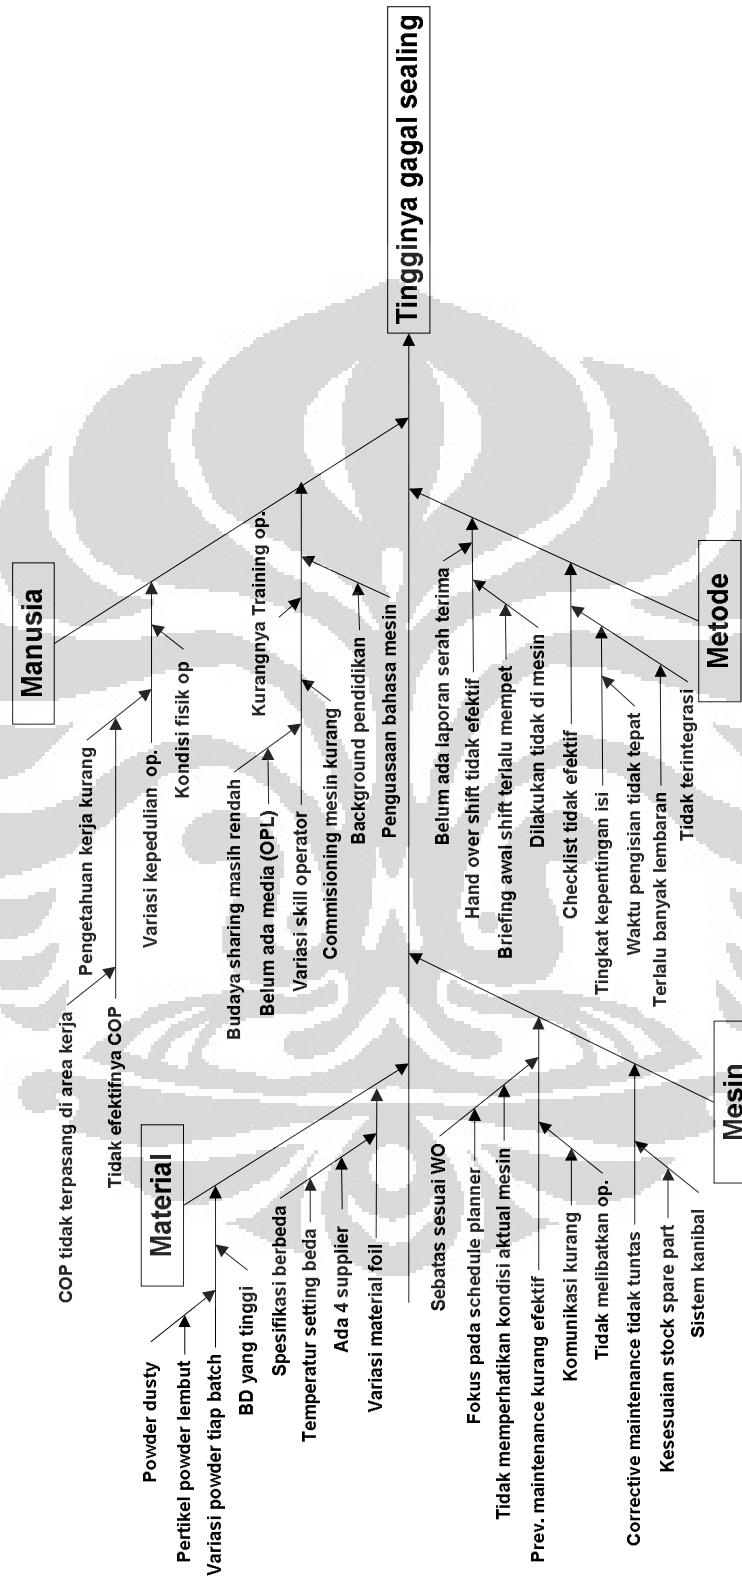 Tingginya gagal sealing
Manusia
Pengetahuan kerja kurang
COP tidak terpasang di area kerja
Tidak efektifnya COP
Variasi kepedulian op.
Kondisi fisik op
Kurangnya Training op.
Budaya sharing masih rendah
Belum ada media (OPL)
Variasi skill operator
Commisioning mesin kurang
Background pendidikan
Penguasaan bahasa mesin
Material
Powder dusty
Pertikel powder lembut
Variasi powder tiap batch
BD yang tinggi
Spesifikasi berbeda
Temperatur setting beda
Ada 4 supplier
Variasi material foil
Metode
Belum ada laporan serah terima
Hand over shift tidak efektif
Briefing awal shift terlalu mempet
Dilakukan tidak di mesin
Checklist tidak efektif
Tingkat kepentingan isi
Waktu pengisian tidak tepat
Terlalu banyak lembaran
Tidak terintegrasi
Mesin
Sebatas sesuai WO
Fokus pada schedule planner
Tidak memperhatikan kondisi aktual mesin
Prev. maintenance kurang efektif
Komunikasi kurang
Tidak melibatkan op.
Corrective maintenance tidak tuntas
Kesesuaian stock spare part
Sistem kanibal